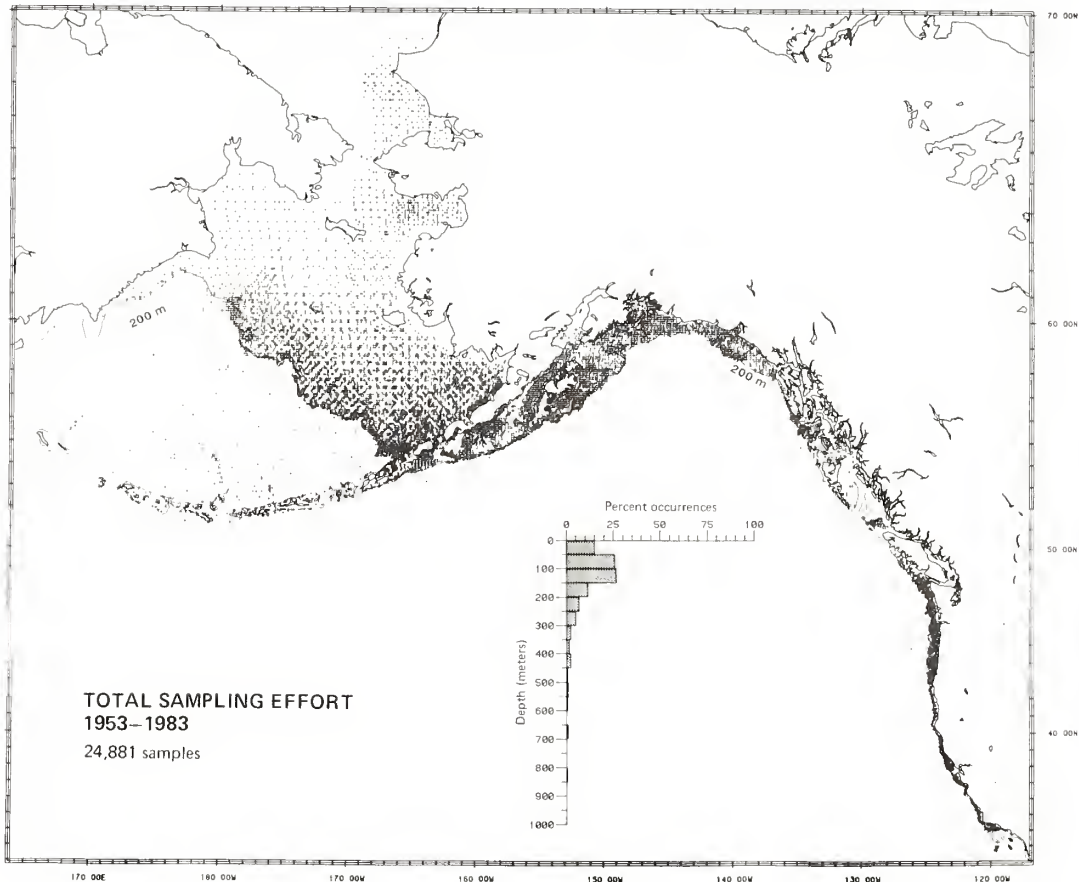 70 00N
200 m
60 00N
200 m
Percent occurrences
0 25 50 75 100
0
100
200
300
400
500
600
700
800
900
1000
Depth (meters)
50 00N
TOTAL SAMPLING EFFORT
1953–1983
24,881 samples
40 00N
170 00E 180 00W 170 00W 160 00W 150 00W 140 00W 130 00W 120 00W